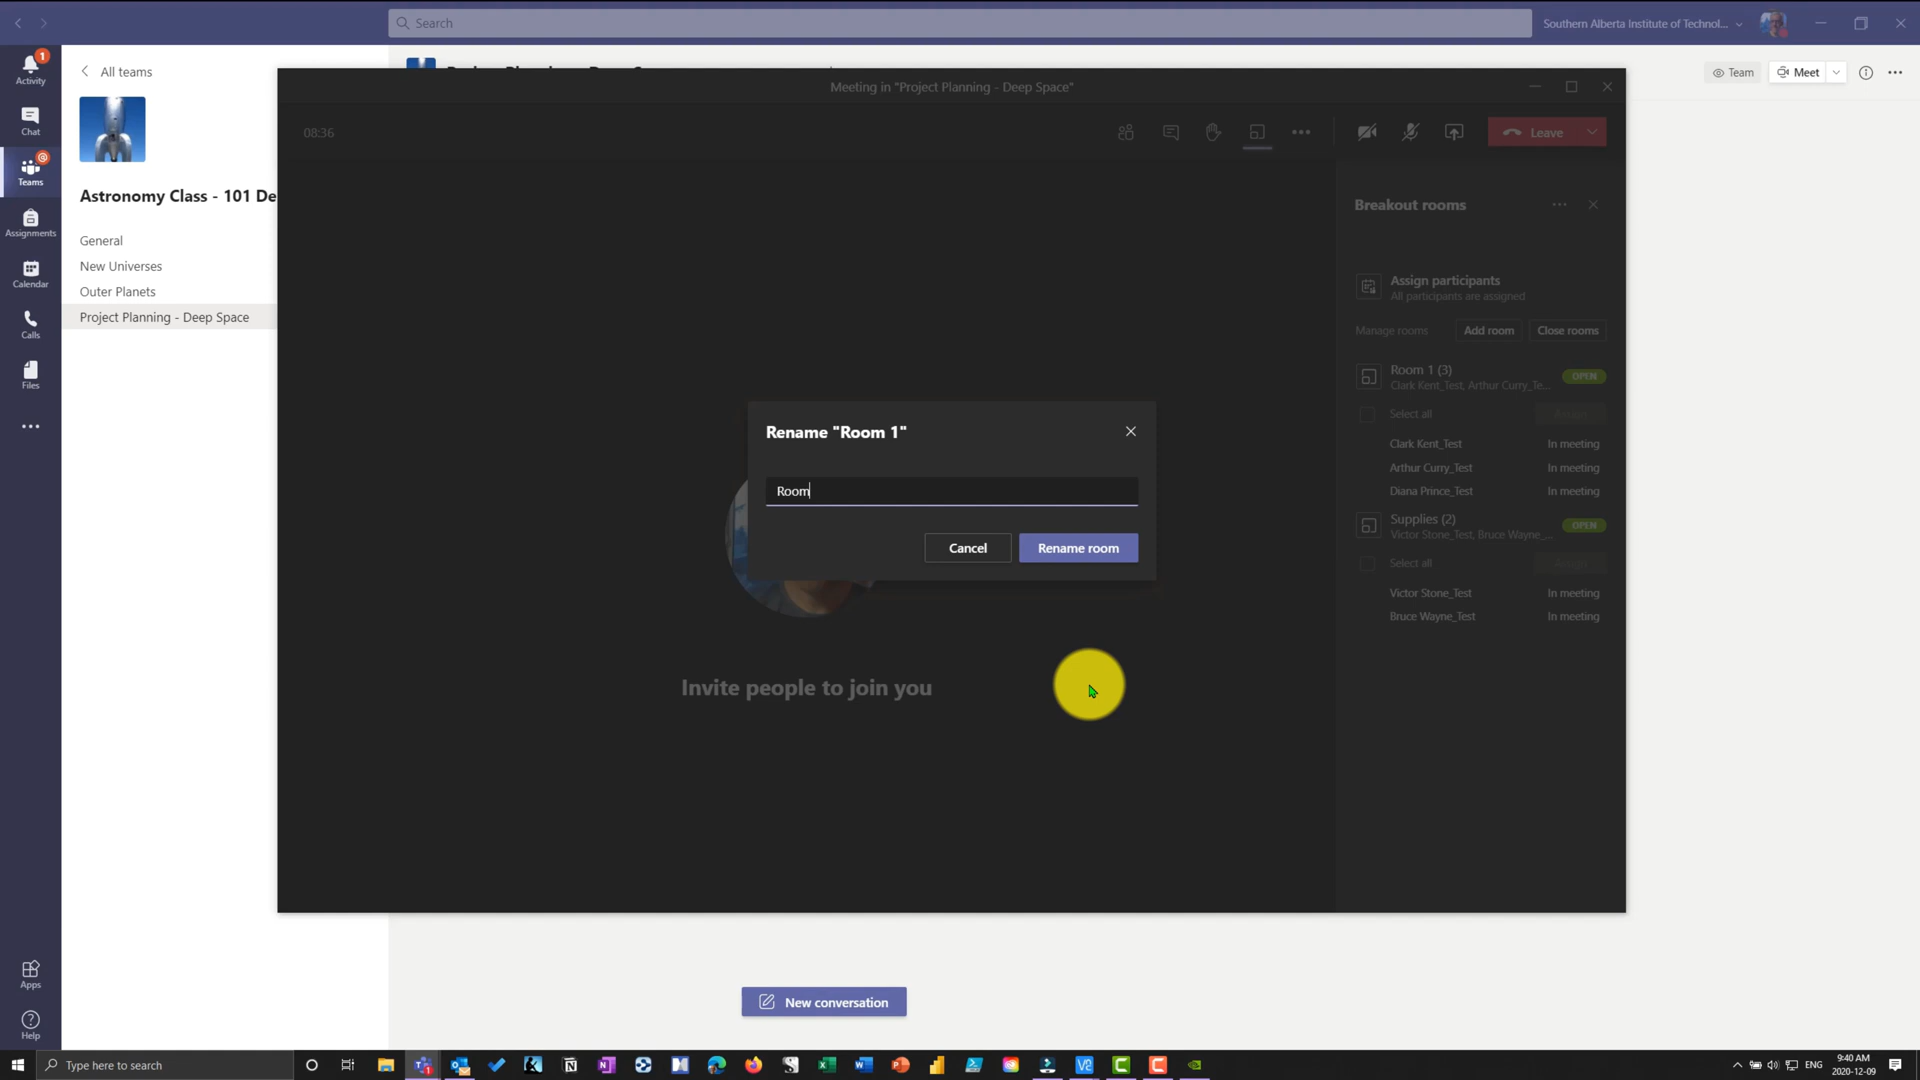 Search
Southern Alberta Institute of Technol...
Activity
1
Chat
Teams
Assignments
Calendar
Calls
Files
Apps
Help
All teams
Astronomy Class - 101 De
General
New Universes
Outer Planets
Project Planning - Deep Space
Team
Meet
Meeting in "Project Planning - Deep Space"
08:36
Leave
Breakout rooms
Assign participants
All participants are assigned
Manage rooms
Add room
Close rooms
Room 1 (3)
OPEN
Clark Kent_Test, Arthur Curry_Te...
Select all
Assign
Clark Kent_Test
In meeting
Arthur Curry_Test
In meeting
Diana Prince_Test
In meeting
Supplies (2)
OPEN
Victor Stone_Test, Bruce Wayne_...
Select all
Assign
Victor Stone_Test
In meeting
Bruce Wayne_Test
In meeting
Rename "Room 1"
Room
Cancel
Rename room
Invite people to join you
New conversation
Type here to search
ENG
9:40 AM
2020-12-09